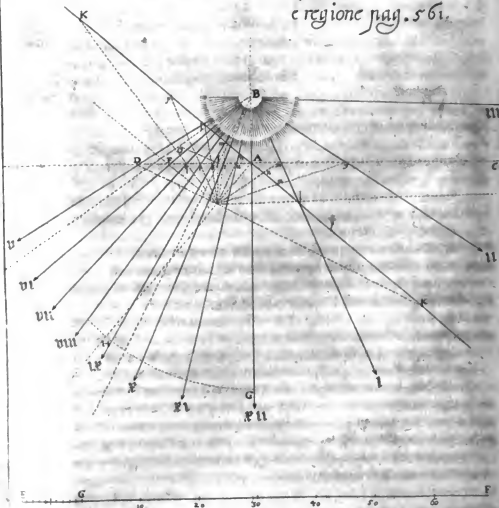 e regione pag. 561.
K
B
III
D
A
C
K
V
VI
VII
VIII
IX
X
XI
G
XII
I
II
H
E G F
10 20 30 40 50 60